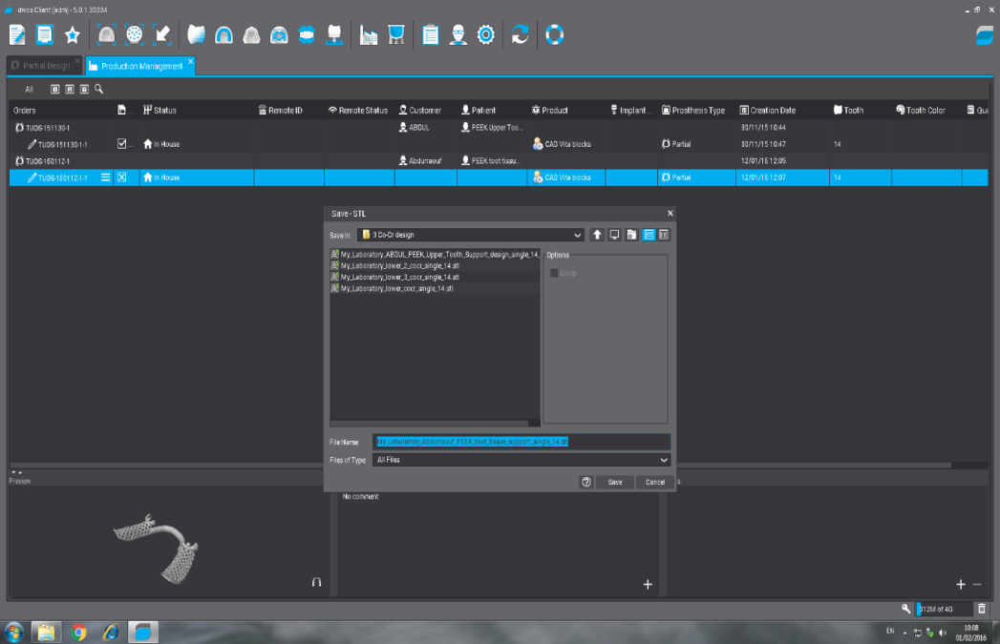 dwos Client [adm] - 5.0.1.30084
Partial Design
Production Management
All
Orders
Status
Remote ID
Remote Status
Customer
Patient
Product
Implant ...
Prosthesis Type
Creation Date
Tooth
Tooth Color
Qua
TUOS-151130-1
ABDUL
PEEK Upper Too...
30/11/15 10:44
TUOS-151130-1-1
In House
CAD Vita blocks
Partial
30/11/15 10:47
14
TUOS-160112-1
Abdurraouf
PEEK toot tissu...
12/01/16 12:05
TUOS-160112-1-1
In House
CAD Vita blocks
Partial
12/01/16 12:07
14
Save - STL
Save In:
3 Co-Cr design
My_Laboratory_ABDUL_PEEK_Upper_Tooth_Support_design_single_14_
My_Laboratory_lower_2_cocr_single_14.stl
My_Laboratory_lower_3_cocr_single_14.stl
My_Laboratory_lower_cocr_single_14.stl
Options
Unzip
File Name:
My_Laboratory_Abdurraouf_PEEK_toot_tissue_support_single_14.stl
Files of Type:
All Files
Save
Cancel
Preview
No comment
312M of 4G
EN
10:08
01/02/2016